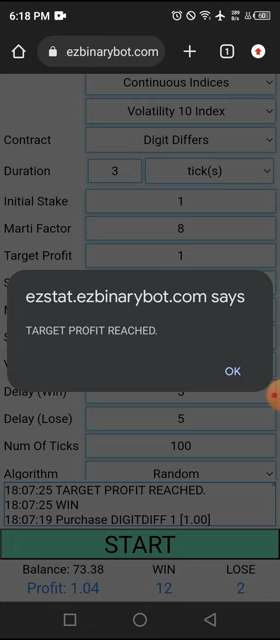 6:18 PM
289 B/s
60
ezbinarybot.com
1
Continuous Indices
Volatility 10 Index
Contract Digit Differs
Duration 3 tick(s)
Initial Stake 1
Marti Factor 8
Target Profit 1
ezstat.ezbinarybot.com says
TARGET PROFIT REACHED.
OK
Delay (Win) 5
Delay (Lose) 5
Num Of Ticks 100
Algorithm Random
18:07:25 TARGET PROFIT REACHED.
18:07:25 WIN
18:07:19 Purchase DIGITDIFF 1 [1.00]
START
Balance: 73.38 WIN LOSE
Profit: 1.04 12 2